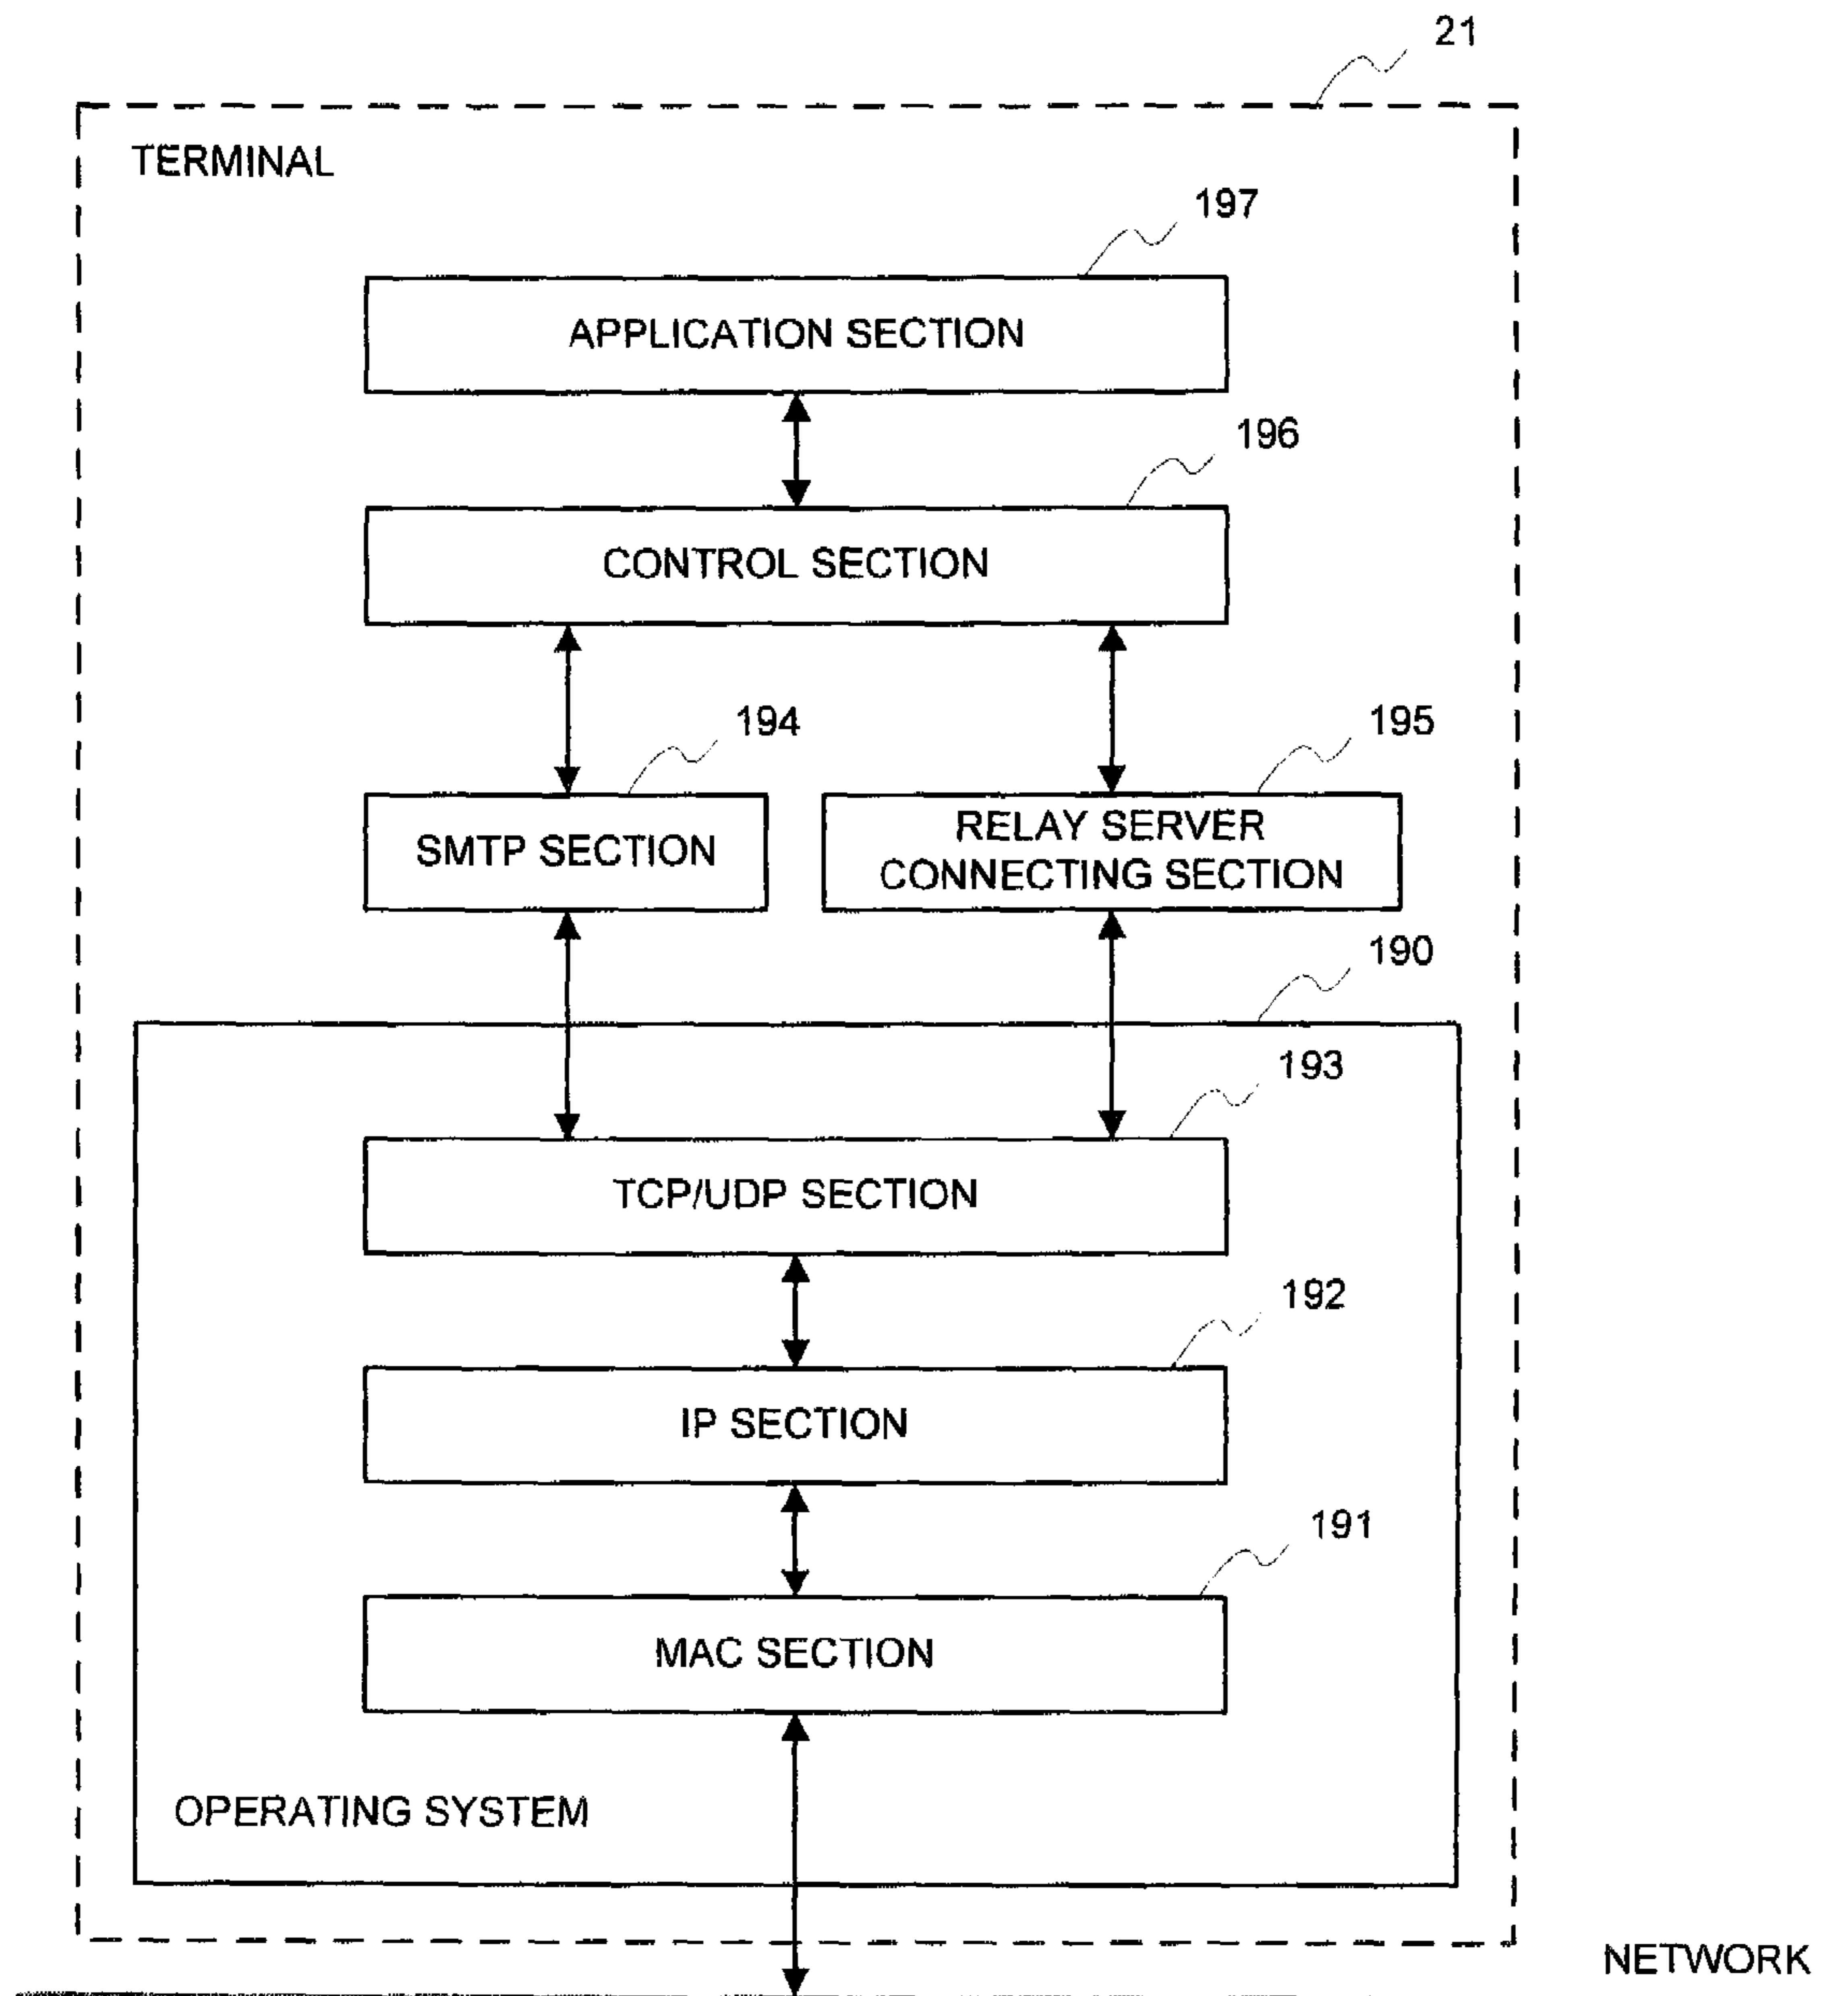 21
TERMINAL
197
APPLICATION SECTION
196
CONTROL SECTION
194
195
SMTP SECTION
RELAY SERVER
CONNECTING SECTION
190
193
TCP/UDP SECTION
192
IP SECTION
191
MAC SECTION
OPERATING SYSTEM
NETWORK